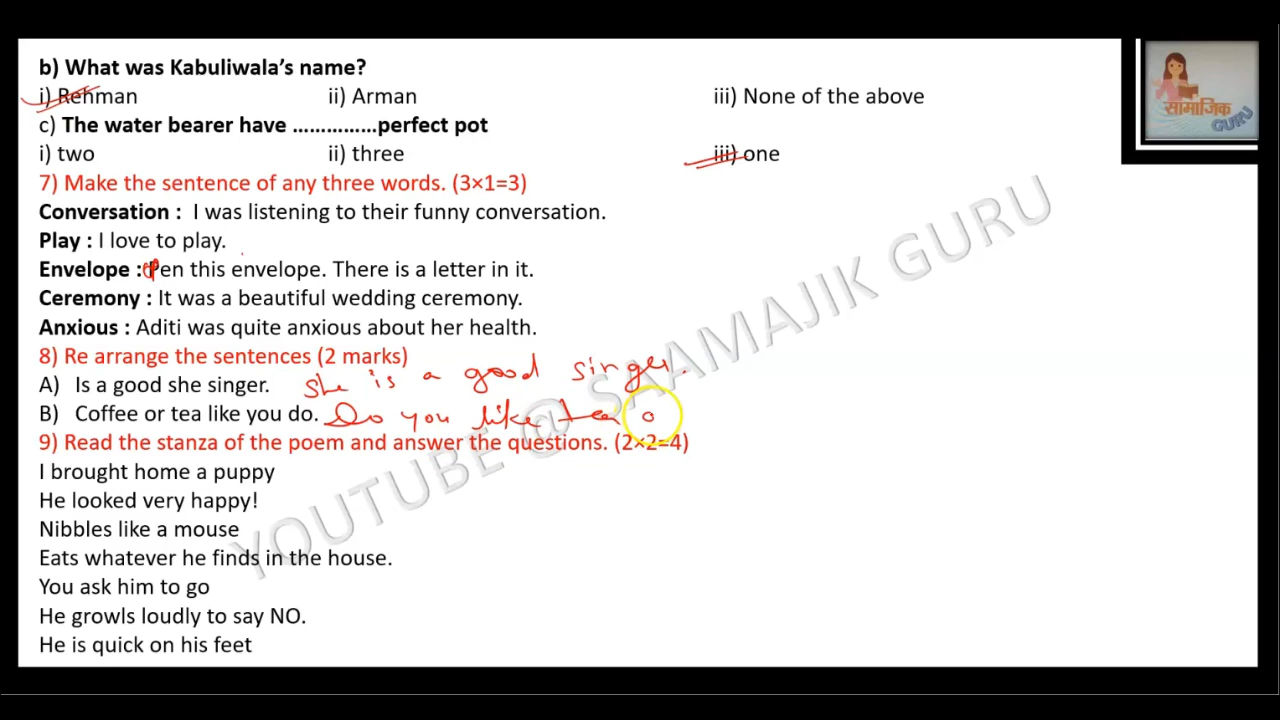 b) What was Kabuliwala's name?
i) Rehman ii) Arman iii) None of the above
सामाजिक
GURU
c) The water bearer have ……………perfect pot
i) two ii) three iii) one
7) Make the sentence of any three words. (3×1=3)
Conversation : I was listening to their funny conversation.
Play : I love to play.
Envelope : Open this envelope. There is a letter in it.
Ceremony : It was a beautiful wedding ceremony.
Anxious : Aditi was quite anxious about her health.
8) Re arrange the sentences (2 marks)
A) Is a good she singer. She is a good singer.
B) Coffee or tea like you do. Do you like tea o
9) Read the stanza of the poem and answer the questions. (2×2=4)
I brought home a puppy
He looked very happy!
Nibbles like a mouse
Eats whatever he finds in the house.
You ask him to go
He growls loudly to say NO.
He is quick on his feet
YOUTUBE @ SAAMAJIK GURU